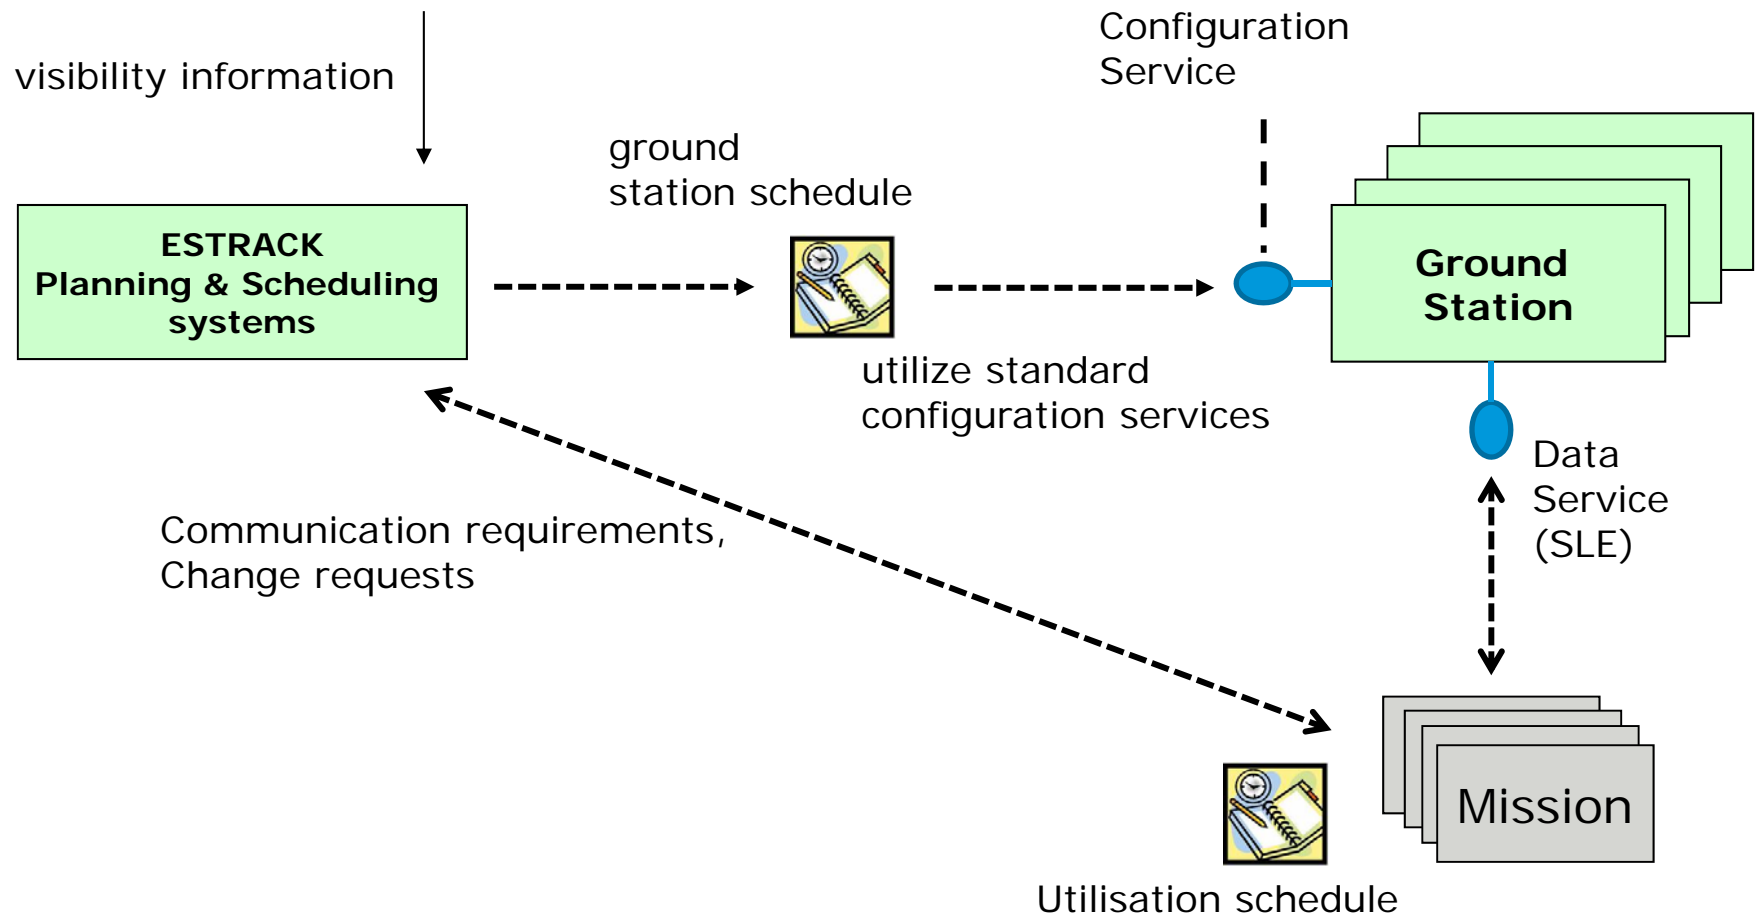 visibility information
Configuration
Service
ground
station schedule
ESTRACK
Planning & Scheduling
systems
Ground
Station
utilize standard
configuration services
Data
Service
(SLE)
Communication requirements,
Change requests
Mission
Utilisation schedule